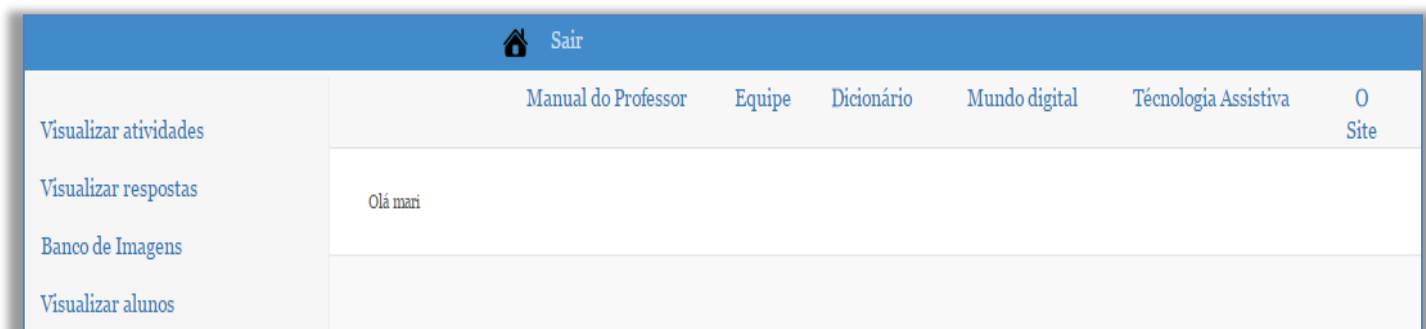 Sair
Manual do Professor Equipe Dicionário Mundo digital Técnologia Assistiva O
Site
Visualizar atividades
Visualizar respostas
Banco de Imagens
Visualizar alunos
Olá mari